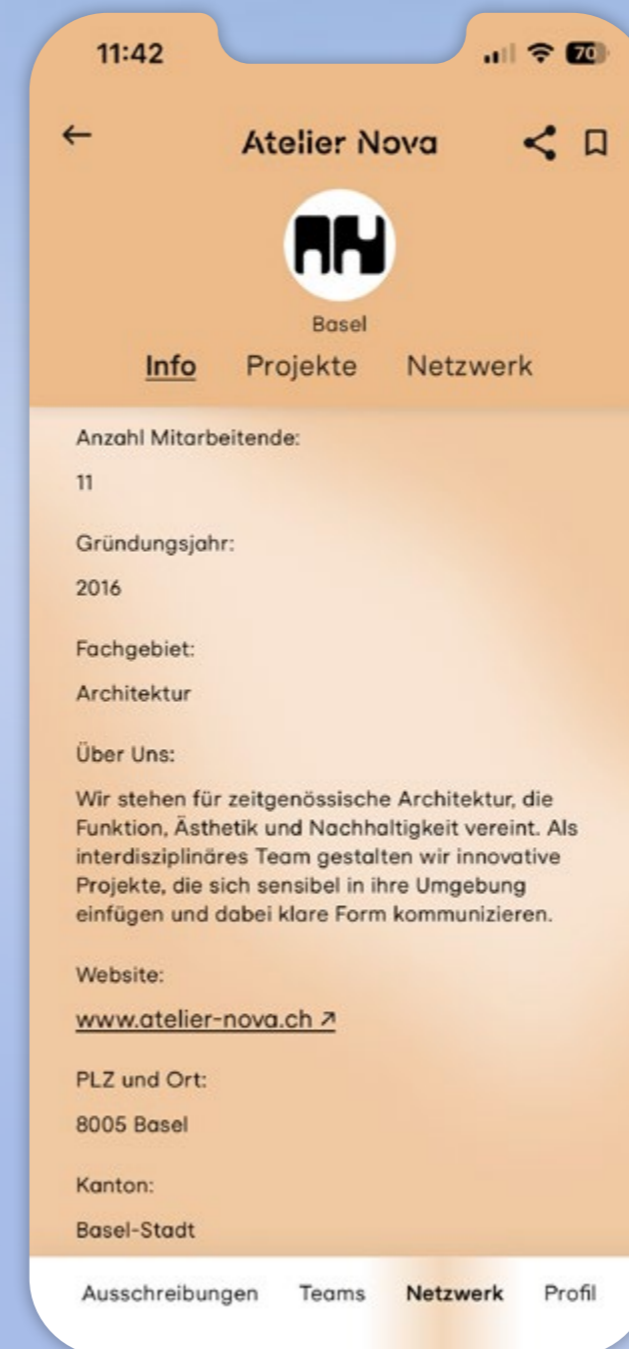 11:42
70
Atelier Nova
Basel
Info Projekte Netzwerk
Anzahl Mitarbeitende:
11
Gründungsjahr:
2016
Fachgebiet:
Architektur
Über Uns:
Wir stehen für zeitgenössische Architektur, die
Funktion, Ästhetik und Nachhaltigkeit vereint. Als
interdisziplinäres Team gestalten wir innovative
Projekte, die sich sensibel in ihre Umgebung
einfügen und dabei klare Form kommunizieren.
Website:
www.atelier-nova.ch ↗
PLZ und Ort:
8005 Basel
Kanton:
Basel-Stadt
Ausschreibungen Teams Netzwerk Profil